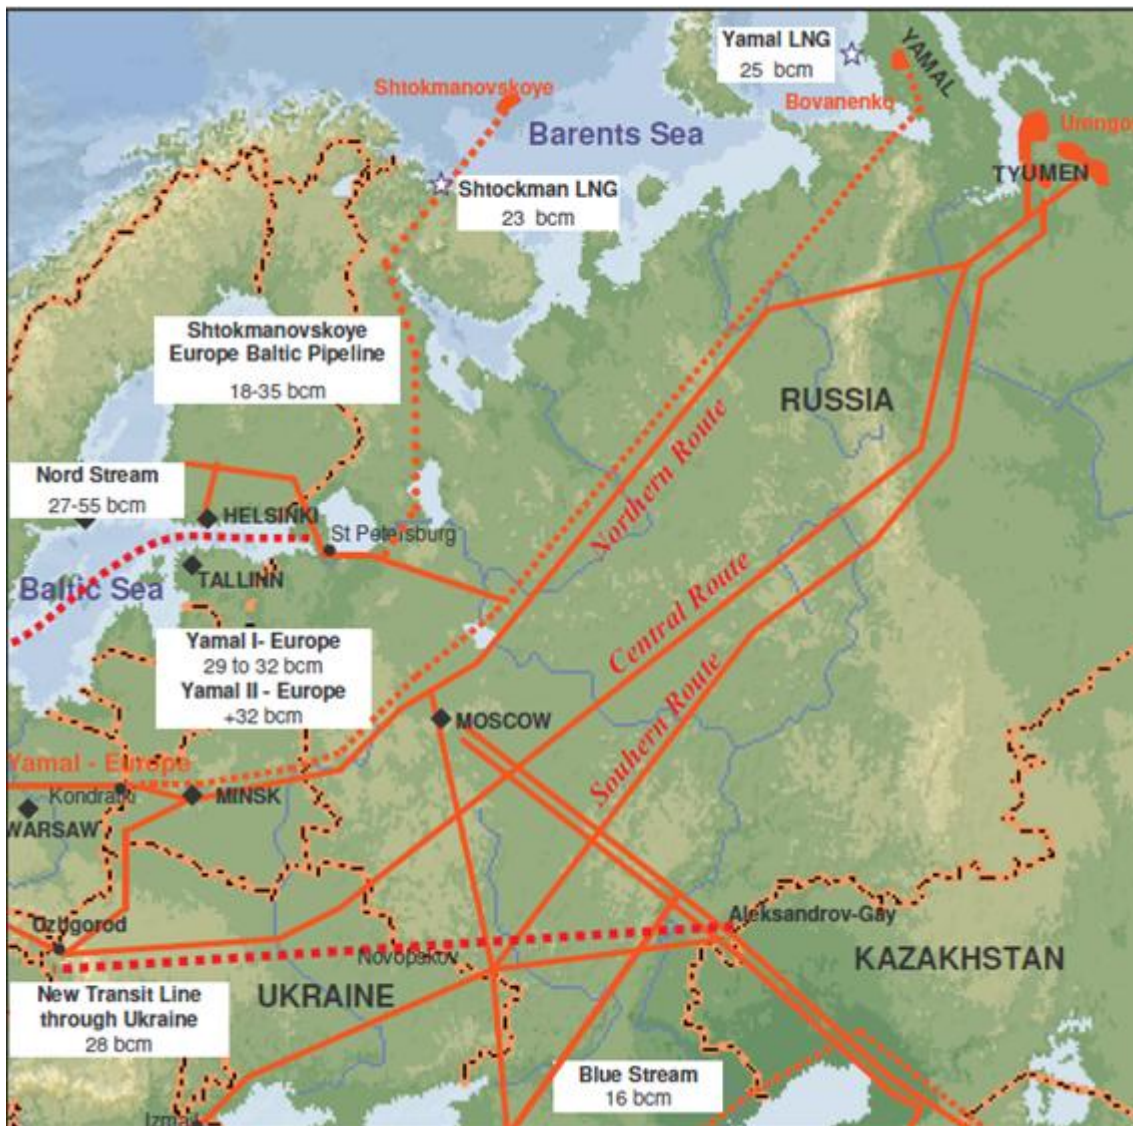 Yamal LNG
25 bcm
YAMAL
Shtokmanovskoye
Bovanenko
Urengo
Barents Sea
TYUMEN
Shtockman LNG
23 bcm
Shtokmanovskoye
Europe Baltic Pipeline
18-35 bcm
RUSSIA
Northern Route
Nord Stream
27-55 bcm
HELSINKI
St Petersburg
TALLINN
Baltic Sea
Central Route
Yamal I- Europe
29 to 32 bcm
Yamal II - Europe
+32 bcm
Southern Route
MOSCOW
Yamal - Europe
Kondratki
MINSK
WARSAW
Uzhgorod
Aleksandrov-Gay
Novopskov
KAZAKHSTAN
New Transit Line
through Ukraine
28 bcm
UKRAINE
Blue Stream
16 bcm
Izmail